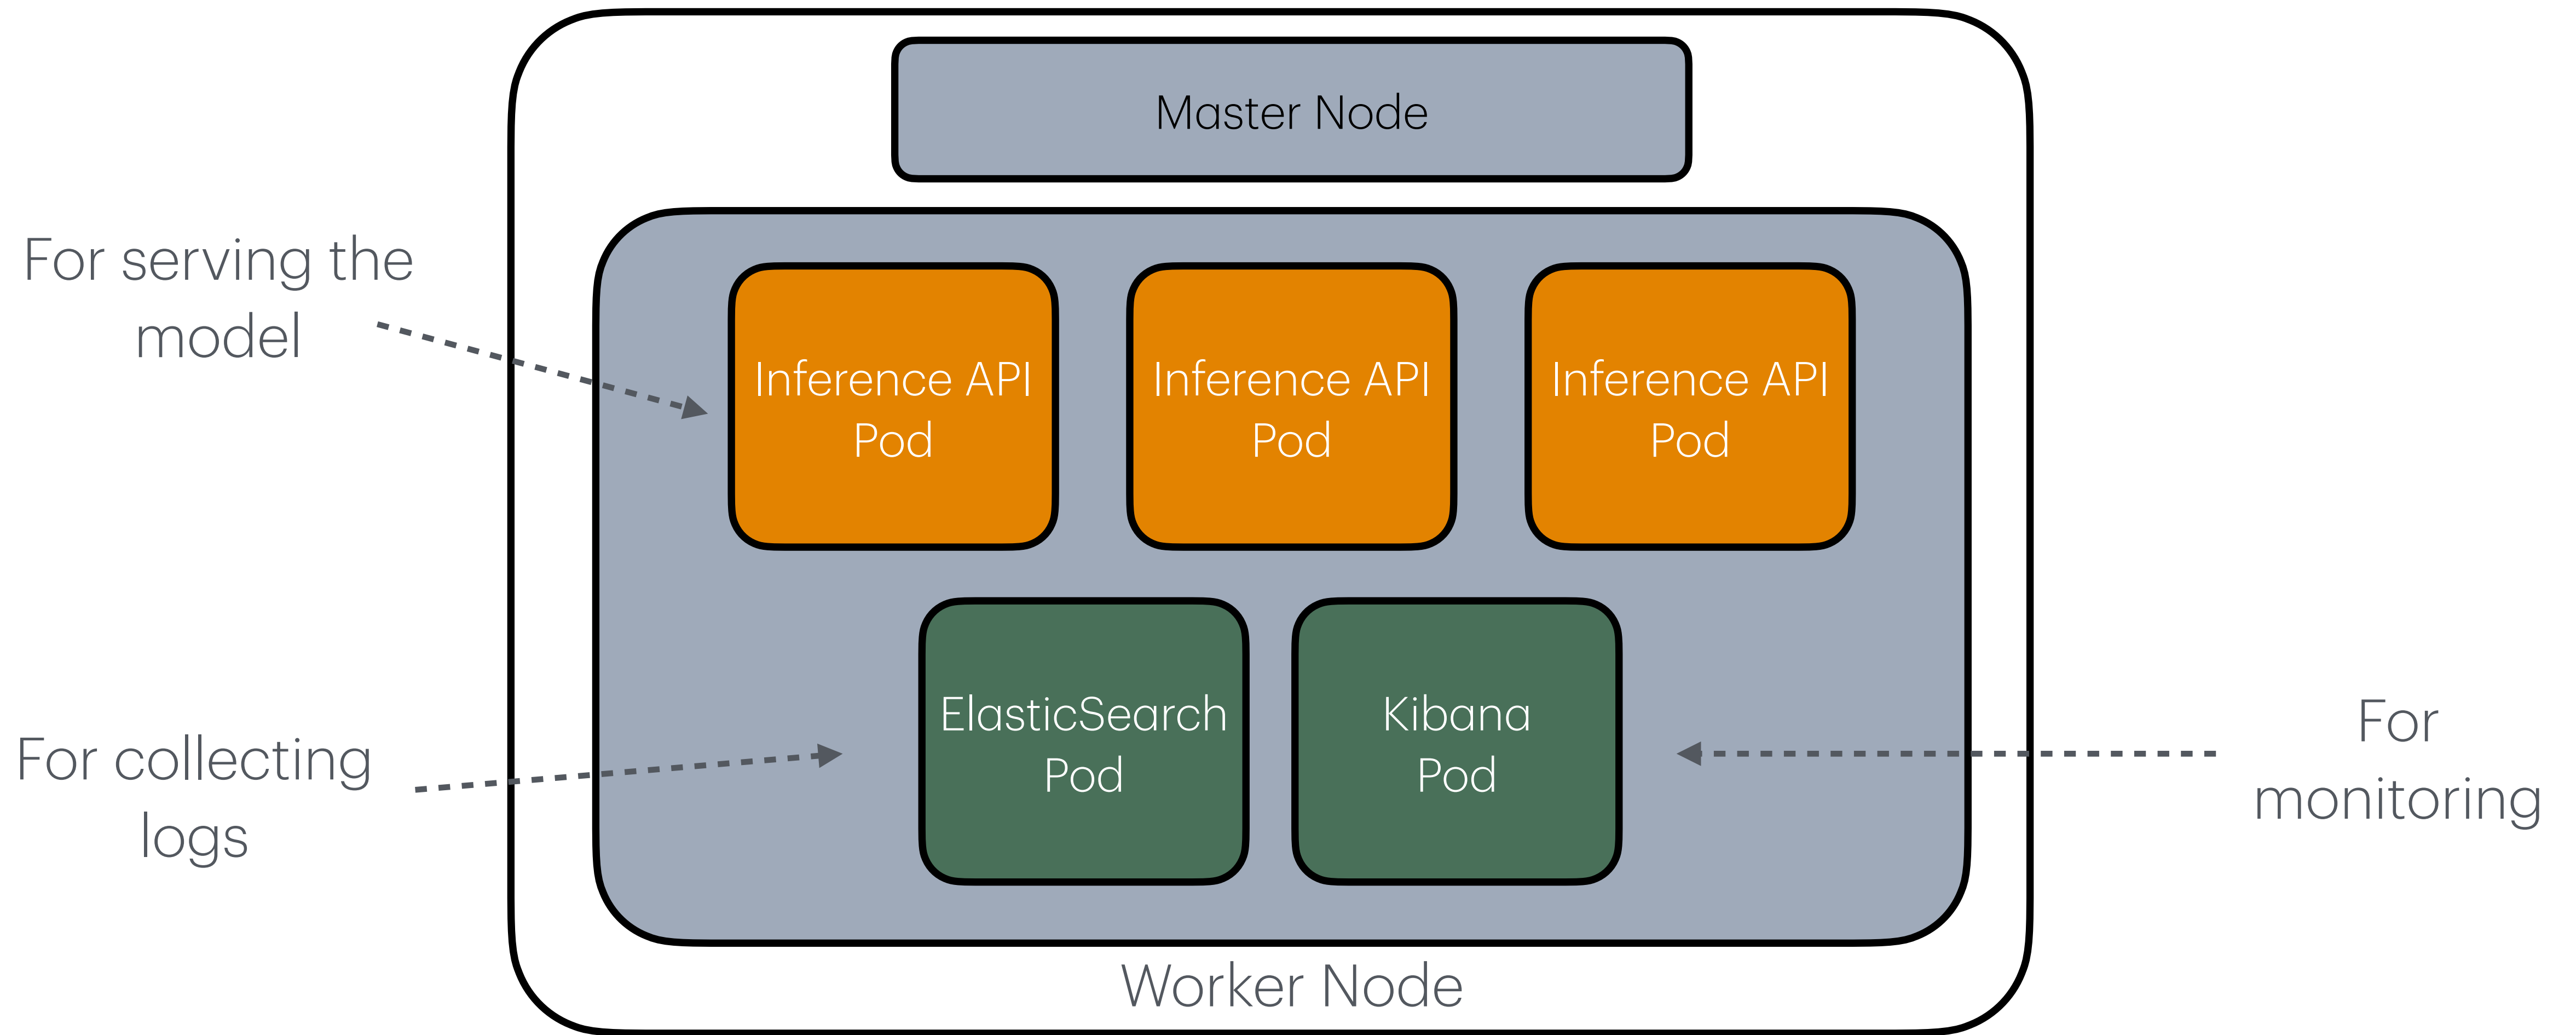 Master Node
For serving the
model
Inference API
Pod
Inference API
Pod
Inference API
Pod
For collecting
logs
ElasticSearch
Pod
Kibana
Pod
For
monitoring
Worker Node